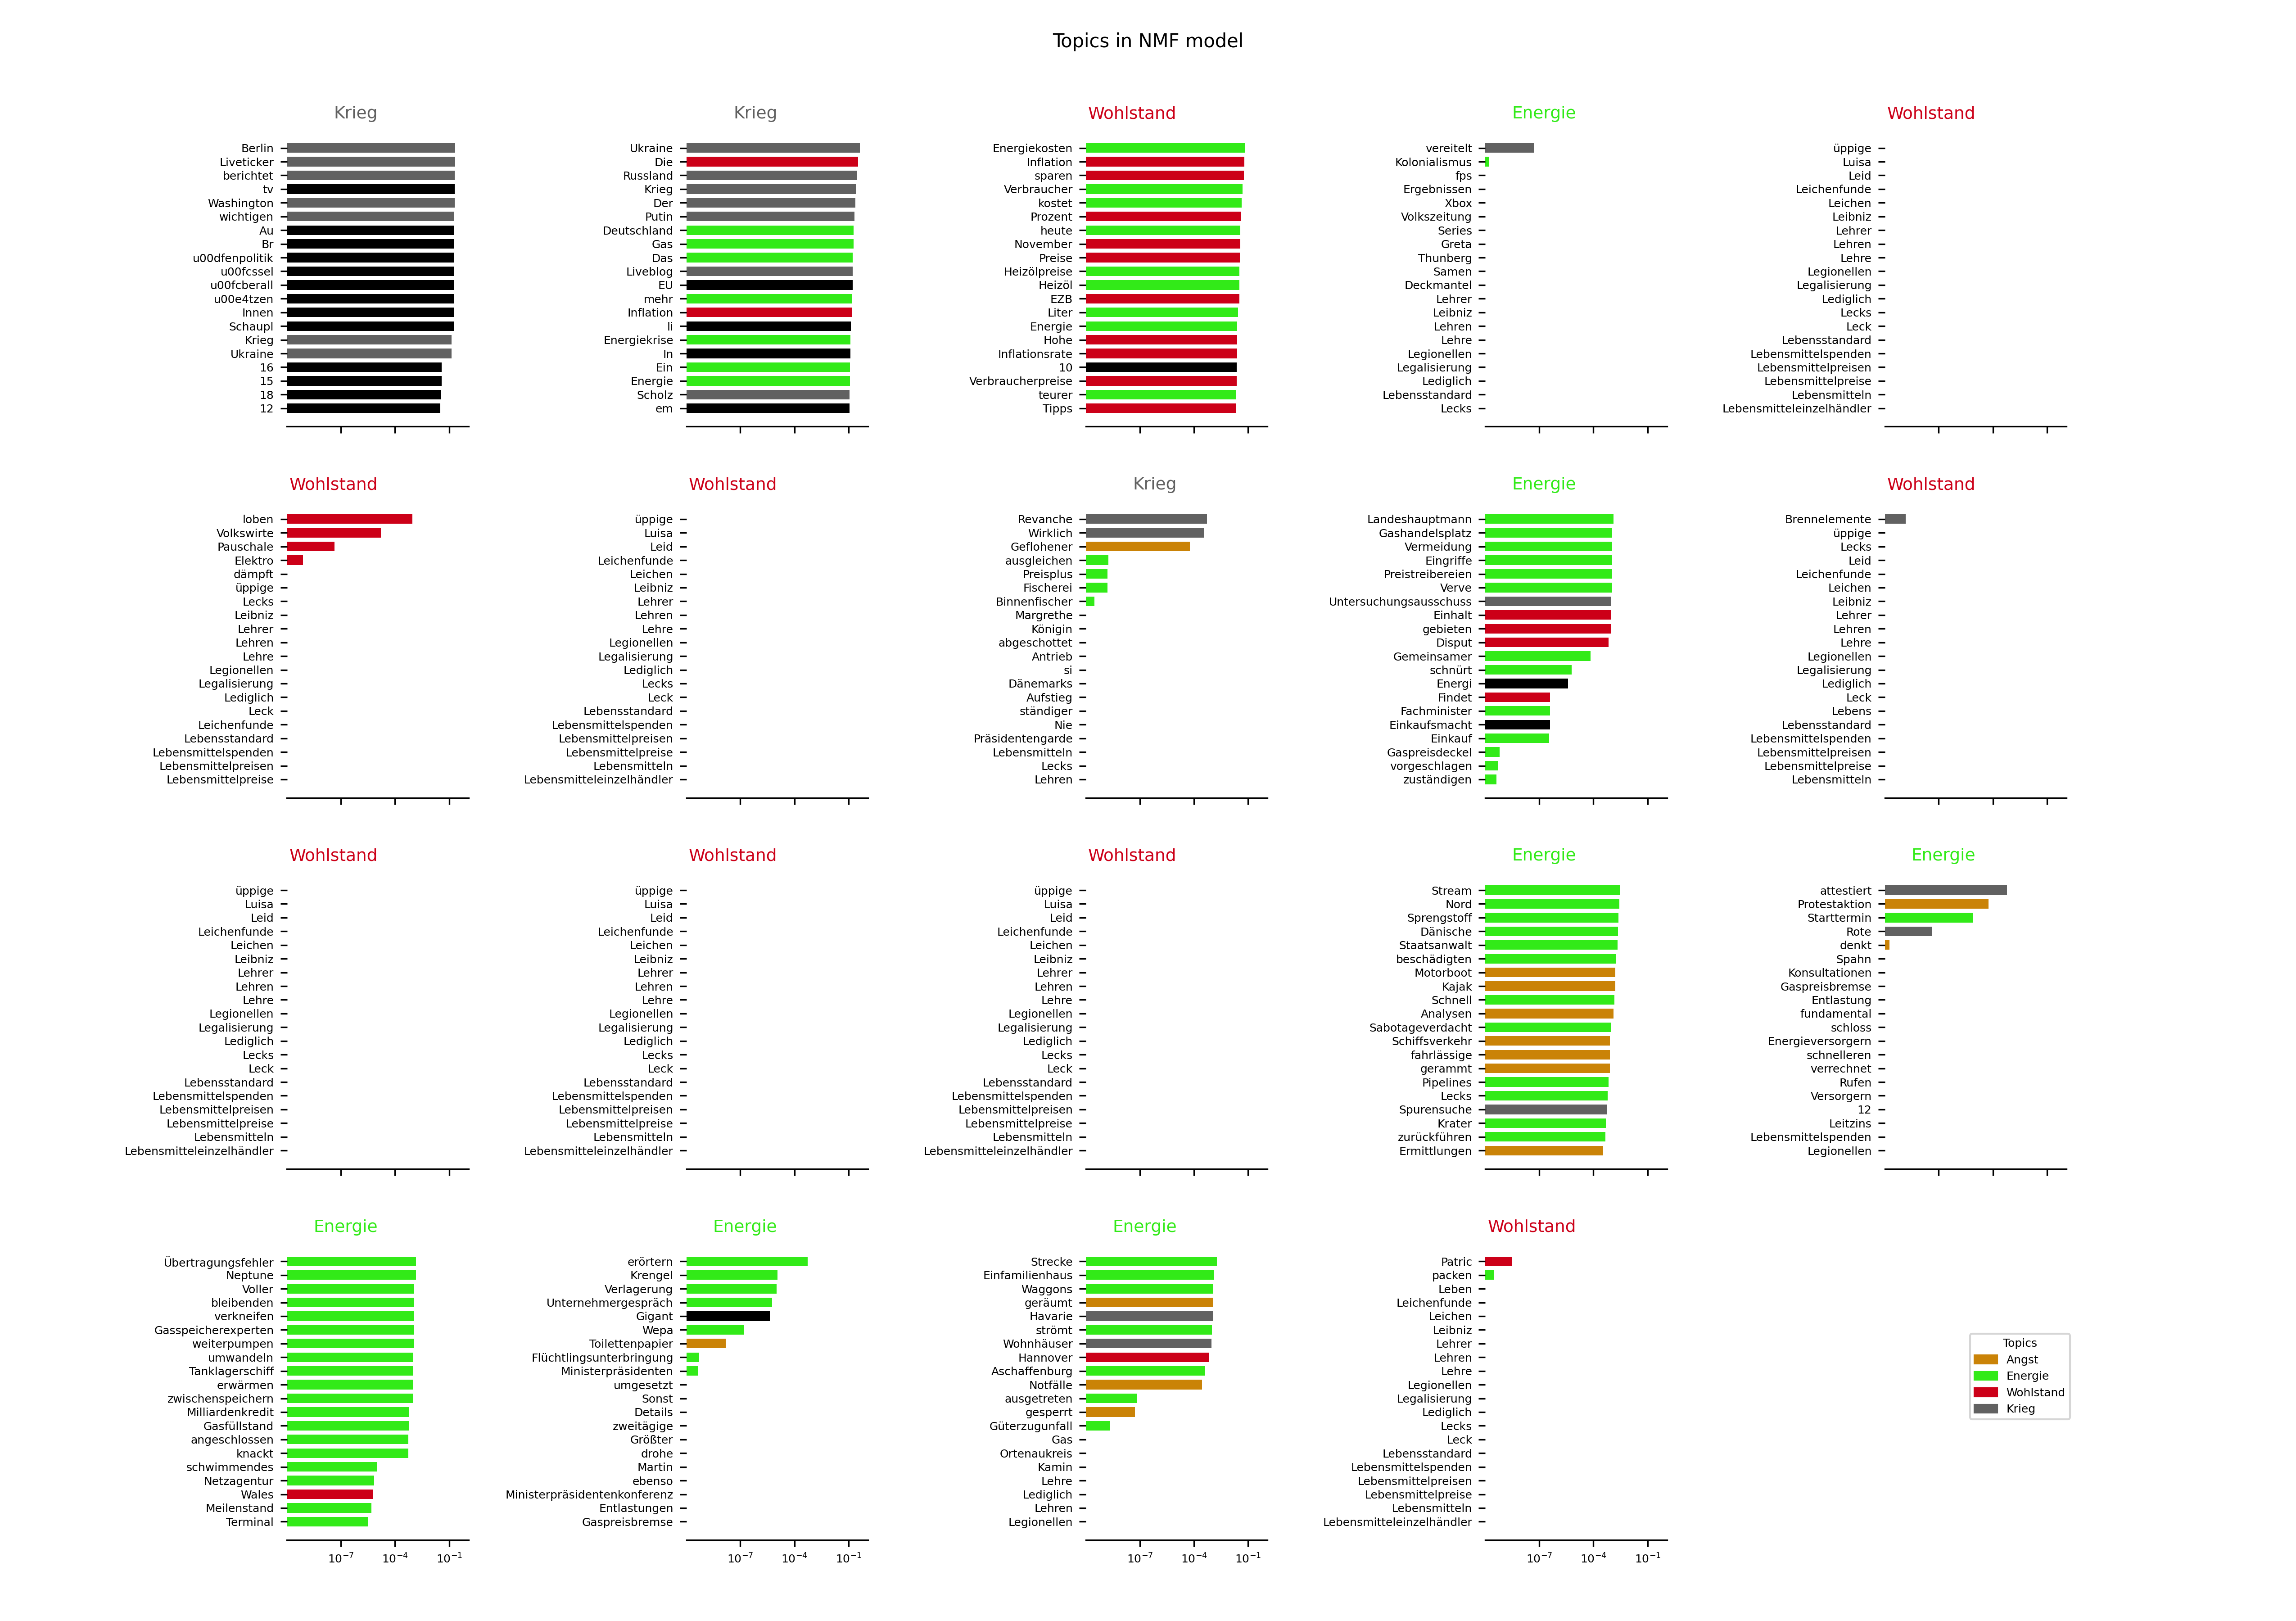 Topics in NMF model
Krieg
Berlin
Liveticker
berichtet
tv
Washington
wichtigen
Au
Br
u00dfenpolitik
u00fcssel
u00fcberall
u00e4tzen
Innen
Schaupl
Krieg
Ukraine
16
15
18
12
Krieg
Ukraine
Die
Russland
Krieg
Der
Putin
Deutschland
Gas
Das
Liveblog
EU
mehr
Inflation
li
Energiekrise
In
Ein
Energie
Scholz
em
Wohlstand
Energiekosten
Inflation
sparen
Verbraucher
kostet
Prozent
heute
November
Preise
Heizölpreise
Heizöl
EZB
Liter
Energie
Hohe
Inflationsrate
10
Verbraucherpreise
teurer
Tipps
Energie
vereitelt
Kolonialismus
fps
Ergebnissen
Xbox
Volkszeitung
Series
Greta
Thunberg
Samen
Deckmantel
Lehrer
Leibniz
Lehren
Lehre
Legionellen
Legalisierung
Lediglich
Lebensstandard
Lecks
Wohlstand
üppige
Luisa
Leid
Leichenfunde
Leichen
Leibniz
Lehrer
Lehren
Lehre
Legionellen
Legalisierung
Lediglich
Lecks
Leck
Lebensstandard
Lebensmittelspenden
Lebensmittelpreisen
Lebensmittelpreise
Lebensmitteln
Lebensmitteleinzelhändler
Wohlstand
loben
Volkswirte
Pauschale
Elektro
dämpft
üppige
Lecks
Leibniz
Lehrer
Lehren
Lehre
Legionellen
Legalisierung
Lediglich
Leck
Leichenfunde
Lebensstandard
Lebensmittelspenden
Lebensmittelpreisen
Lebensmittelpreise
Wohlstand
üppige
Luisa
Leid
Leichenfunde
Leichen
Leibniz
Lehrer
Lehren
Lehre
Legionellen
Legalisierung
Lediglich
Lecks
Leck
Lebensstandard
Lebensmittelspenden
Lebensmittelpreisen
Lebensmittelpreise
Lebensmitteln
Lebensmitteleinzelhändler
Krieg
Revanche
Wirklich
Geflohener
ausgleichen
Preisplus
Fischerei
Binnenfischer
Margrethe
Königin
abgeschottet
Antrieb
si
Dänemarks
Aufstieg
ständiger
Nie
Präsidentengarde
Lebensmitteln
Lecks
Lehren
Energie
Landeshauptmann
Gashandelsplatz
Vermeidung
Eingriffe
Preistreibereien
Verve
Untersuchungsausschuss
Einhalt
gebieten
Disput
Gemeinsamer
schnürt
Energi
Findet
Fachminister
Einkaufsmacht
Einkauf
Gaspreisdeckel
vorgeschlagen
zuständigen
Wohlstand
Brennelemente
üppige
Lecks
Leid
Leichenfunde
Leichen
Leibniz
Lehrer
Lehren
Lehre
Legionellen
Legalisierung
Lediglich
Leck
Lebens
Lebensstandard
Lebensmittelspenden
Lebensmittelpreisen
Lebensmittelpreise
Lebensmitteln
Wohlstand
üppige
Luisa
Leid
Leichenfunde
Leichen
Leibniz
Lehrer
Lehren
Lehre
Legionellen
Legalisierung
Lediglich
Lecks
Leck
Lebensstandard
Lebensmittelspenden
Lebensmittelpreisen
Lebensmittelpreise
Lebensmitteln
Lebensmitteleinzelhändler
Wohlstand
üppige
Luisa
Leid
Leichenfunde
Leichen
Leibniz
Lehrer
Lehren
Lehre
Legionellen
Legalisierung
Lediglich
Lecks
Leck
Lebensstandard
Lebensmittelspenden
Lebensmittelpreisen
Lebensmittelpreise
Lebensmitteln
Lebensmitteleinzelhändler
Wohlstand
üppige
Luisa
Leid
Leichenfunde
Leichen
Leibniz
Lehrer
Lehren
Lehre
Legionellen
Legalisierung
Lediglich
Lecks
Leck
Lebensstandard
Lebensmittelspenden
Lebensmittelpreisen
Lebensmittelpreise
Lebensmitteln
Lebensmitteleinzelhändler
Energie
Stream
Nord
Sprengstoff
Dänische
Staatsanwalt
beschädigten
Motorboot
Kajak
Schnell
Analysen
Sabotageverdacht
Schiffsverkehr
fahrlässige
gerammt
Pipelines
Lecks
Spurensuche
Krater
zurückführen
Ermittlungen
Energie
attestiert
Protestaktion
Starttermin
Rote
denkt
Spahn
Konsultationen
Gaspreisbremse
Entlastung
fundamental
schloss
Energieversorgern
schnelleren
verrechnet
Rufen
Versorgern
12
Leitzins
Lebensmittelspenden
Legionellen
Energie
Übertragungsfehler
Neptune
Voller
bleibenden
verkneifen
Gasspeicherexperten
weiterpumpen
umwandeln
Tanklagerschiff
erwärmen
zwischenspeichern
Milliardenkredit
Gasfüllstand
angeschlossen
knackt
schwimmendes
Netzagentur
Wales
Meilenstand
Terminal
10⁻⁷ 10⁻⁴ 10⁻¹
Energie
erörtern
Krengel
Verlagerung
Unternehmergespräch
Gigant
Wepa
Toilettenpapier
Flüchtlingsunterbringung
Ministerpräsidenten
umgesetzt
Sonst
Details
zweitägige
Größter
drohe
Martin
ebenso
Ministerpräsidentenkonferenz
Entlastungen
Gaspreisbremse
10⁻⁷ 10⁻⁴ 10⁻¹
Energie
Strecke
Einfamilienhaus
Waggons
geräumt
Havarie
strömt
Wohnhäuser
Hannover
Aschaffenburg
Notfälle
ausgetreten
gesperrt
Güterzugunfall
Gas
Ortenaukreis
Kamin
Lehre
Lediglich
Lehren
Legionellen
10⁻⁷ 10⁻⁴ 10⁻¹
Wohlstand
Patric
packen
Leben
Leichenfunde
Leichen
Leibniz
Lehrer
Lehren
Lehre
Legionellen
Legalisierung
Lediglich
Lecks
Leck
Lebensstandard
Lebensmittelspenden
Lebensmittelpreisen
Lebensmittelpreise
Lebensmitteln
Lebensmitteleinzelhändler
10⁻⁷ 10⁻⁴ 10⁻¹
Topics
Angst
Energie
Wohlstand
Krieg